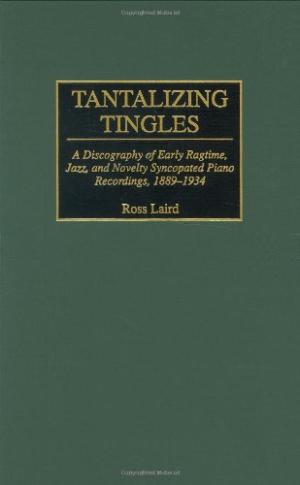 TANTALIZING
TINGLES
A Discography of Early Ragtime,
Jazz, and Novelty Syncopated Piano
Recordings, 1889–1934
Ross Laird